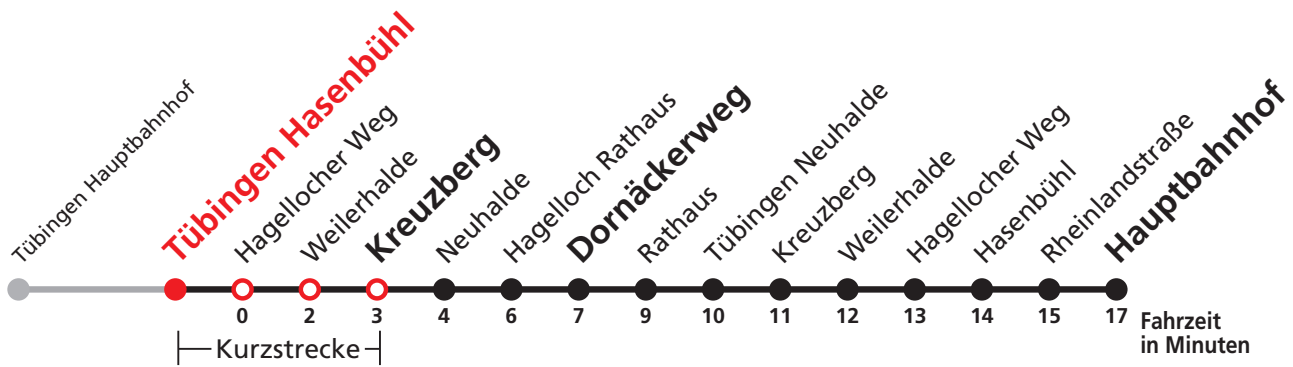 Tübingen Hauptbahnhof
Tübingen Hasenbühl
Hagellocher Weg
Weilerhalde
Kreuzberg
Neuhalde
Hagelloch Rathaus
Dornäckerweg
Rathaus
Tübingen Neuhalde
Kreuzberg
Weilerhalde
Hagellocher Weg
Hasenbühl
Rheinlandstraße
Hauptbahnhof
0 2 3 4 6 7 9 10 11 12 13 14 15 17
Fahrzeit
in Minuten
Kurzstrecke